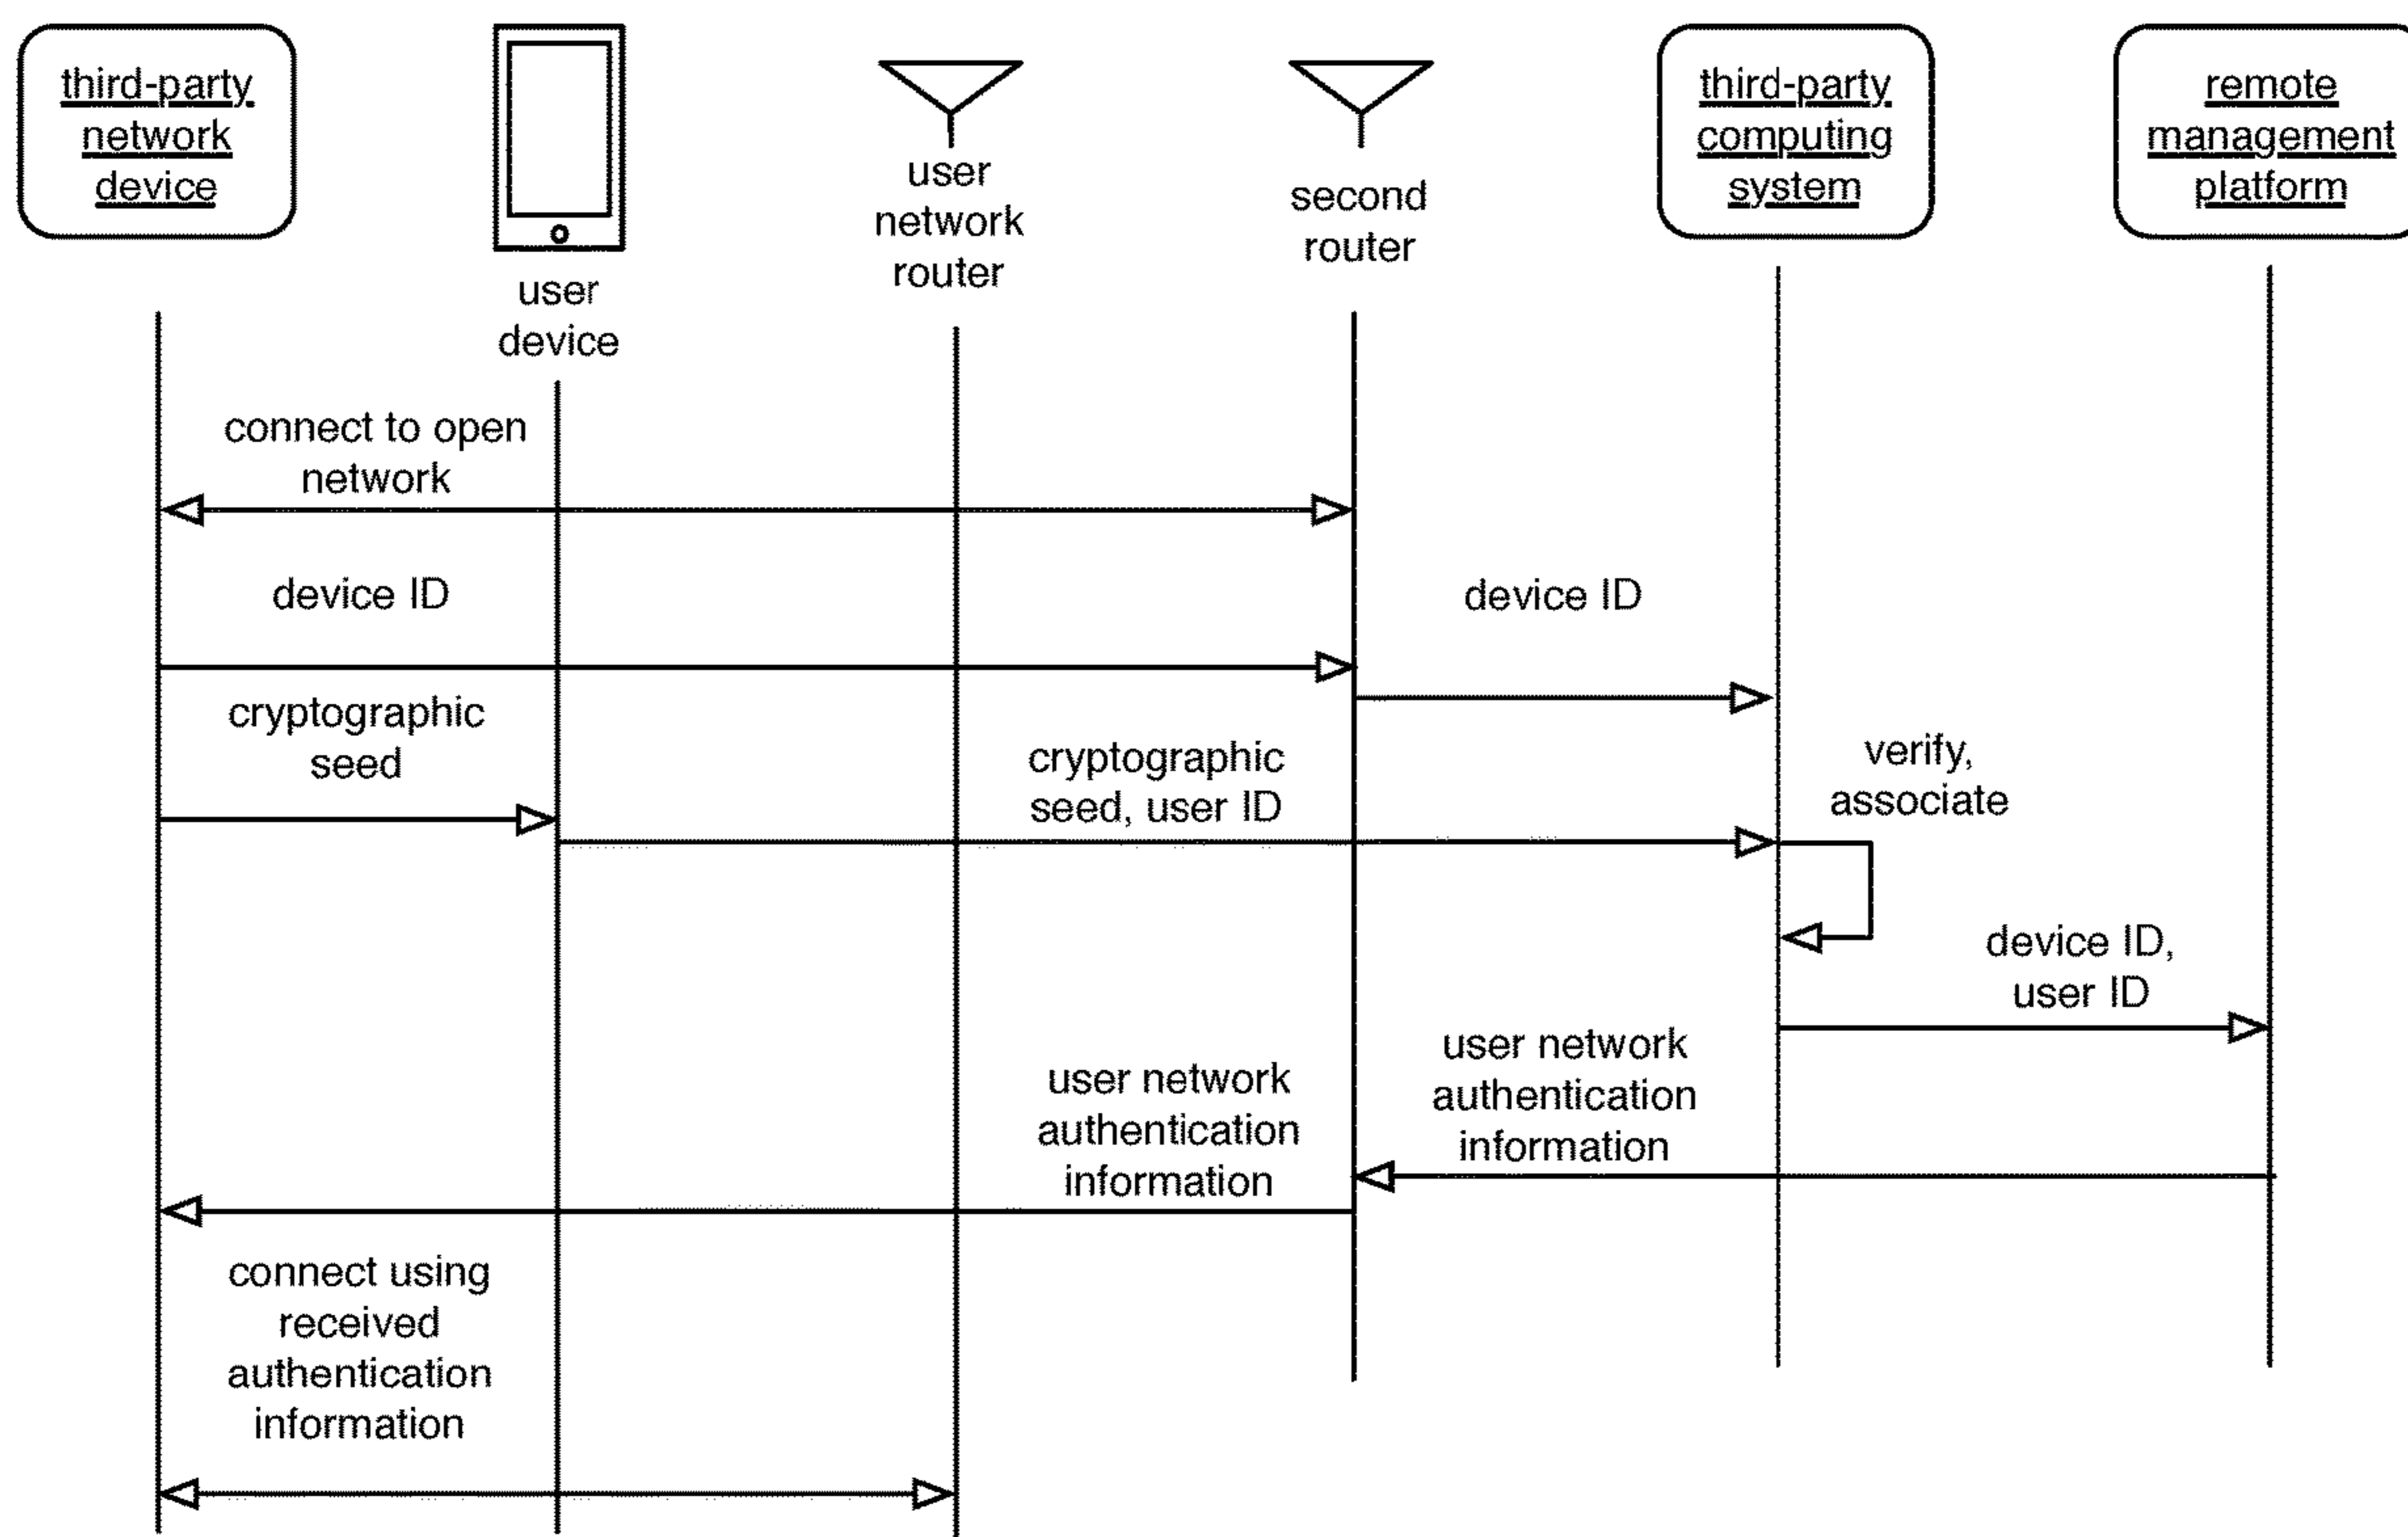 third-party
network
device
user
device
user
network
router
second
router
third-party
computing
system
remote
management
platform
connect to open
network
device ID
device ID
cryptographic
seed
cryptographic
seed, user ID
verify,
associate
device ID,
user ID
user network
authentication
information
user network
authentication
information
connect using
received
authentication
information